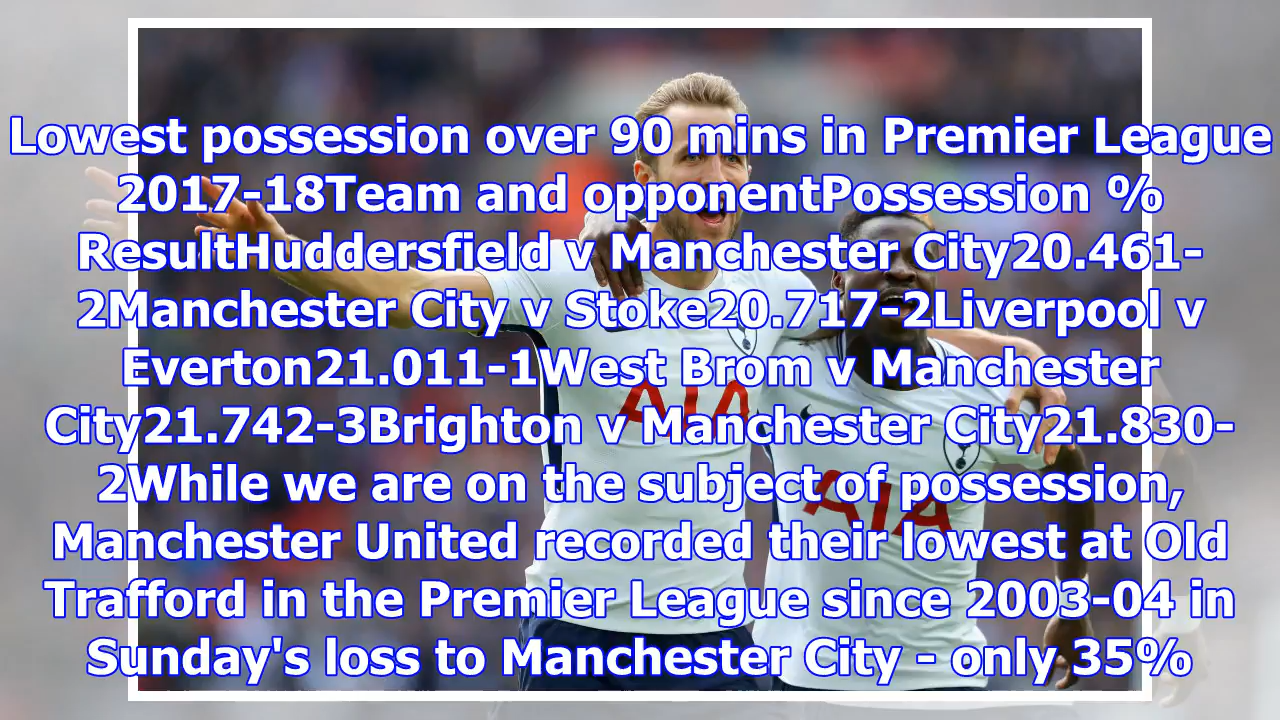 Lowest possession over 90 mins in Premier League
2017-18Team and opponentPossession %
ResultHuddersfield v Manchester City20.461-
2Manchester City v Stoke20.717-2Liverpool v
Everton21.011-1West Brom v Manchester
City21.742-3Brighton v Manchester City21.830-
2While we are on the subject of possession,
Manchester United recorded their lowest at Old
Trafford in the Premier League since 2003-04 in
Sunday's loss to Manchester City - only 35%
AIA
AIA